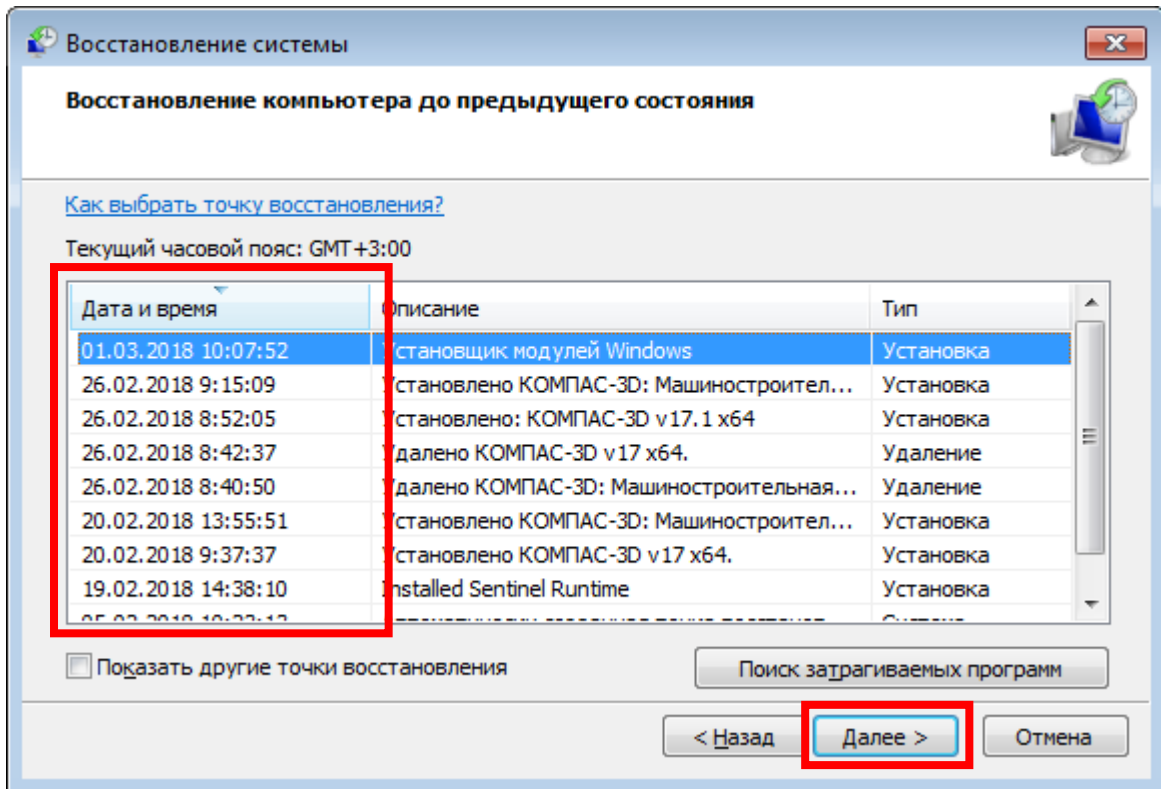 Восстановление системы
Восстановление компьютера до предыдущего состояния
Как выбрать точку восстановления?
Текущий часовой пояс: GMT+3:00
Дата и время Описание Тип
01.03.2018 10:07:52 Установщик модулей Windows Установка
26.02.2018 9:15:09 Установлено КОМПАС-3D: Машиностроител... Установка
26.02.2018 8:52:05 Установлено: КОМПАС-3D v17.1 x64 Установка
26.02.2018 8:42:37 Удалено КОМПАС-3D v17 x64. Удаление
26.02.2018 8:40:50 Удалено КОМПАС-3D: Машиностроительная... Удаление
20.02.2018 13:55:51 Установлено КОМПАС-3D: Машиностроител... Установка
20.02.2018 9:37:37 Установлено КОМПАС-3D v17 x64. Установка
19.02.2018 14:38:10 Installed Sentinel Runtime Установка
Показать другие точки восстановления Поиск затрагиваемых программ
< Назад Далее > Отмена